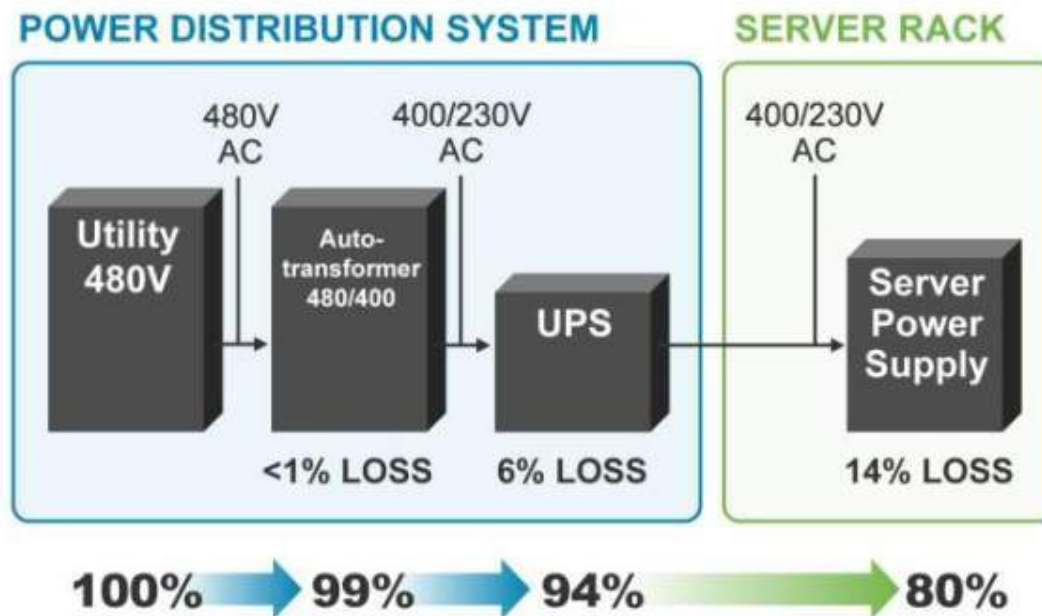 POWER DISTRIBUTION SYSTEM
SERVER RACK
480V
AC
400/230V
AC
400/230V
AC
Utility
480V
Auto-
transformer
480/400
UPS
Server
Power
Supply
<1% LOSS
6% LOSS
14% LOSS
100%
99%
94%
80%